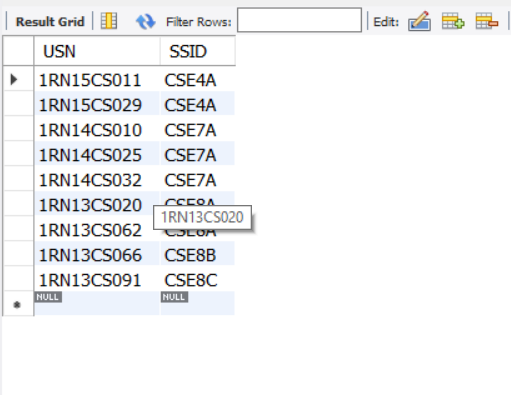 Result Grid Filter Rows: Edit:
USN SSID
1RN15CS011 CSE4A
1RN15CS029 CSE4A
1RN14CS010 CSE7A
1RN14CS025 CSE7A
1RN14CS032 CSE7A
1RN13CS020 CSE8A
1RN13CS020
1RN13CS062 CSE8A
1RN13CS066 CSE8B
1RN13CS091 CSE8C
NULL NULL